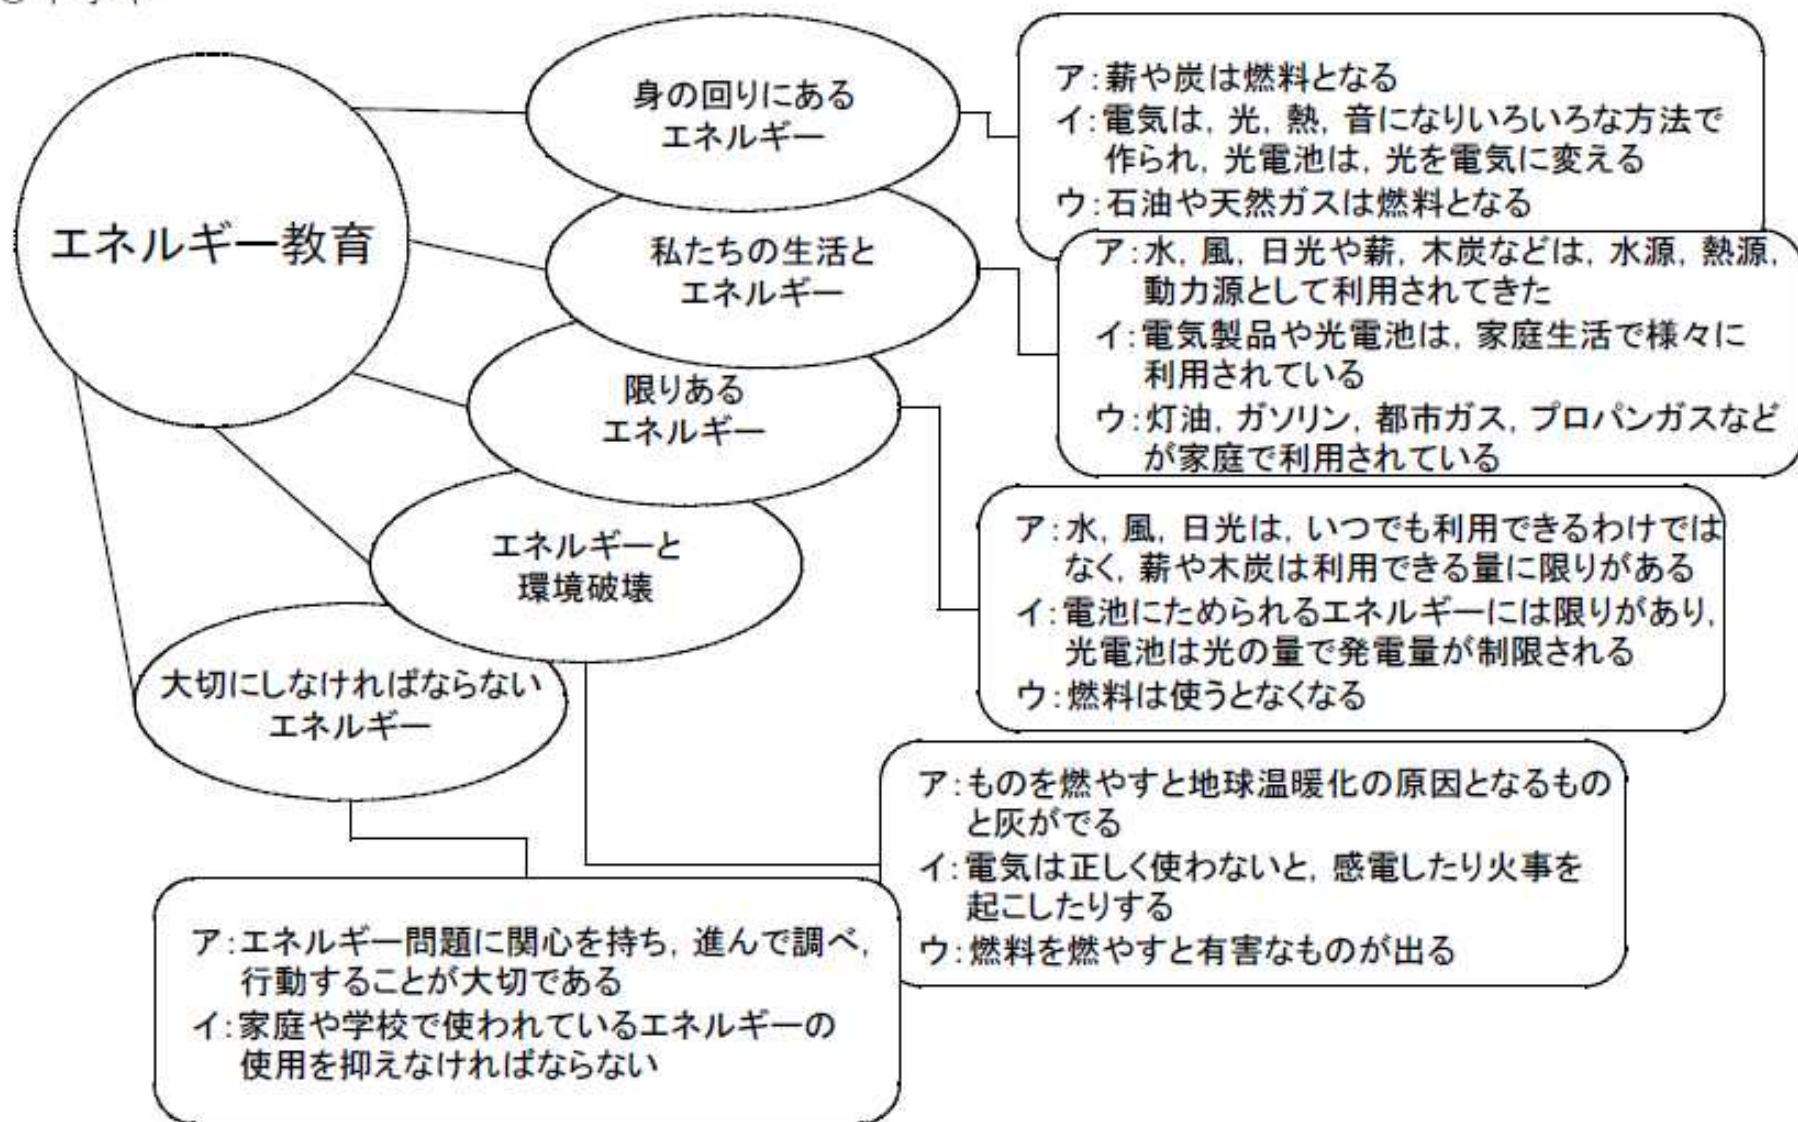 エネルギー教育
身の回りにある
エネルギー
ア:薪や炭は燃料となる
イ:電気は, 光, 熱, 音になりいろいろな方法で
作られ, 光電池は, 光を電気に変える
ウ:石油や天然ガスは燃料となる
私たちの生活と
エネルギー
ア:水, 風, 日光や薪, 木炭などは, 水源, 熱源,
動力源として利用されてきた
イ:電気製品や光電池は, 家庭生活で様々に
利用されている
ウ:灯油, ガソリン, 都市ガス, プロパンガスなど
が家庭で利用されている
限りある
エネルギー
ア:水, 風, 日光は, いつでも利用できるわけでは
なく, 薪や木炭は利用できる量に限りがある
イ:電池にためられるエネルギーには限りがあり,
光電池は光の量で発電量が制限される
ウ:燃料は使うとなくなる
エネルギーと
環境破壊
ア:ものを燃やすと地球温暖化の原因となるもの
と灰がでる
イ:電気は正しく使わないと, 感電したり火事を
起こしたりする
ウ:燃料を燃やすと有害なものが出る
大切にしなければならない
エネルギー
ア:エネルギー問題に関心を持ち, 進んで調べ,
行動することが大切である
イ:家庭や学校で使われているエネルギーの
使用を抑えなければならない